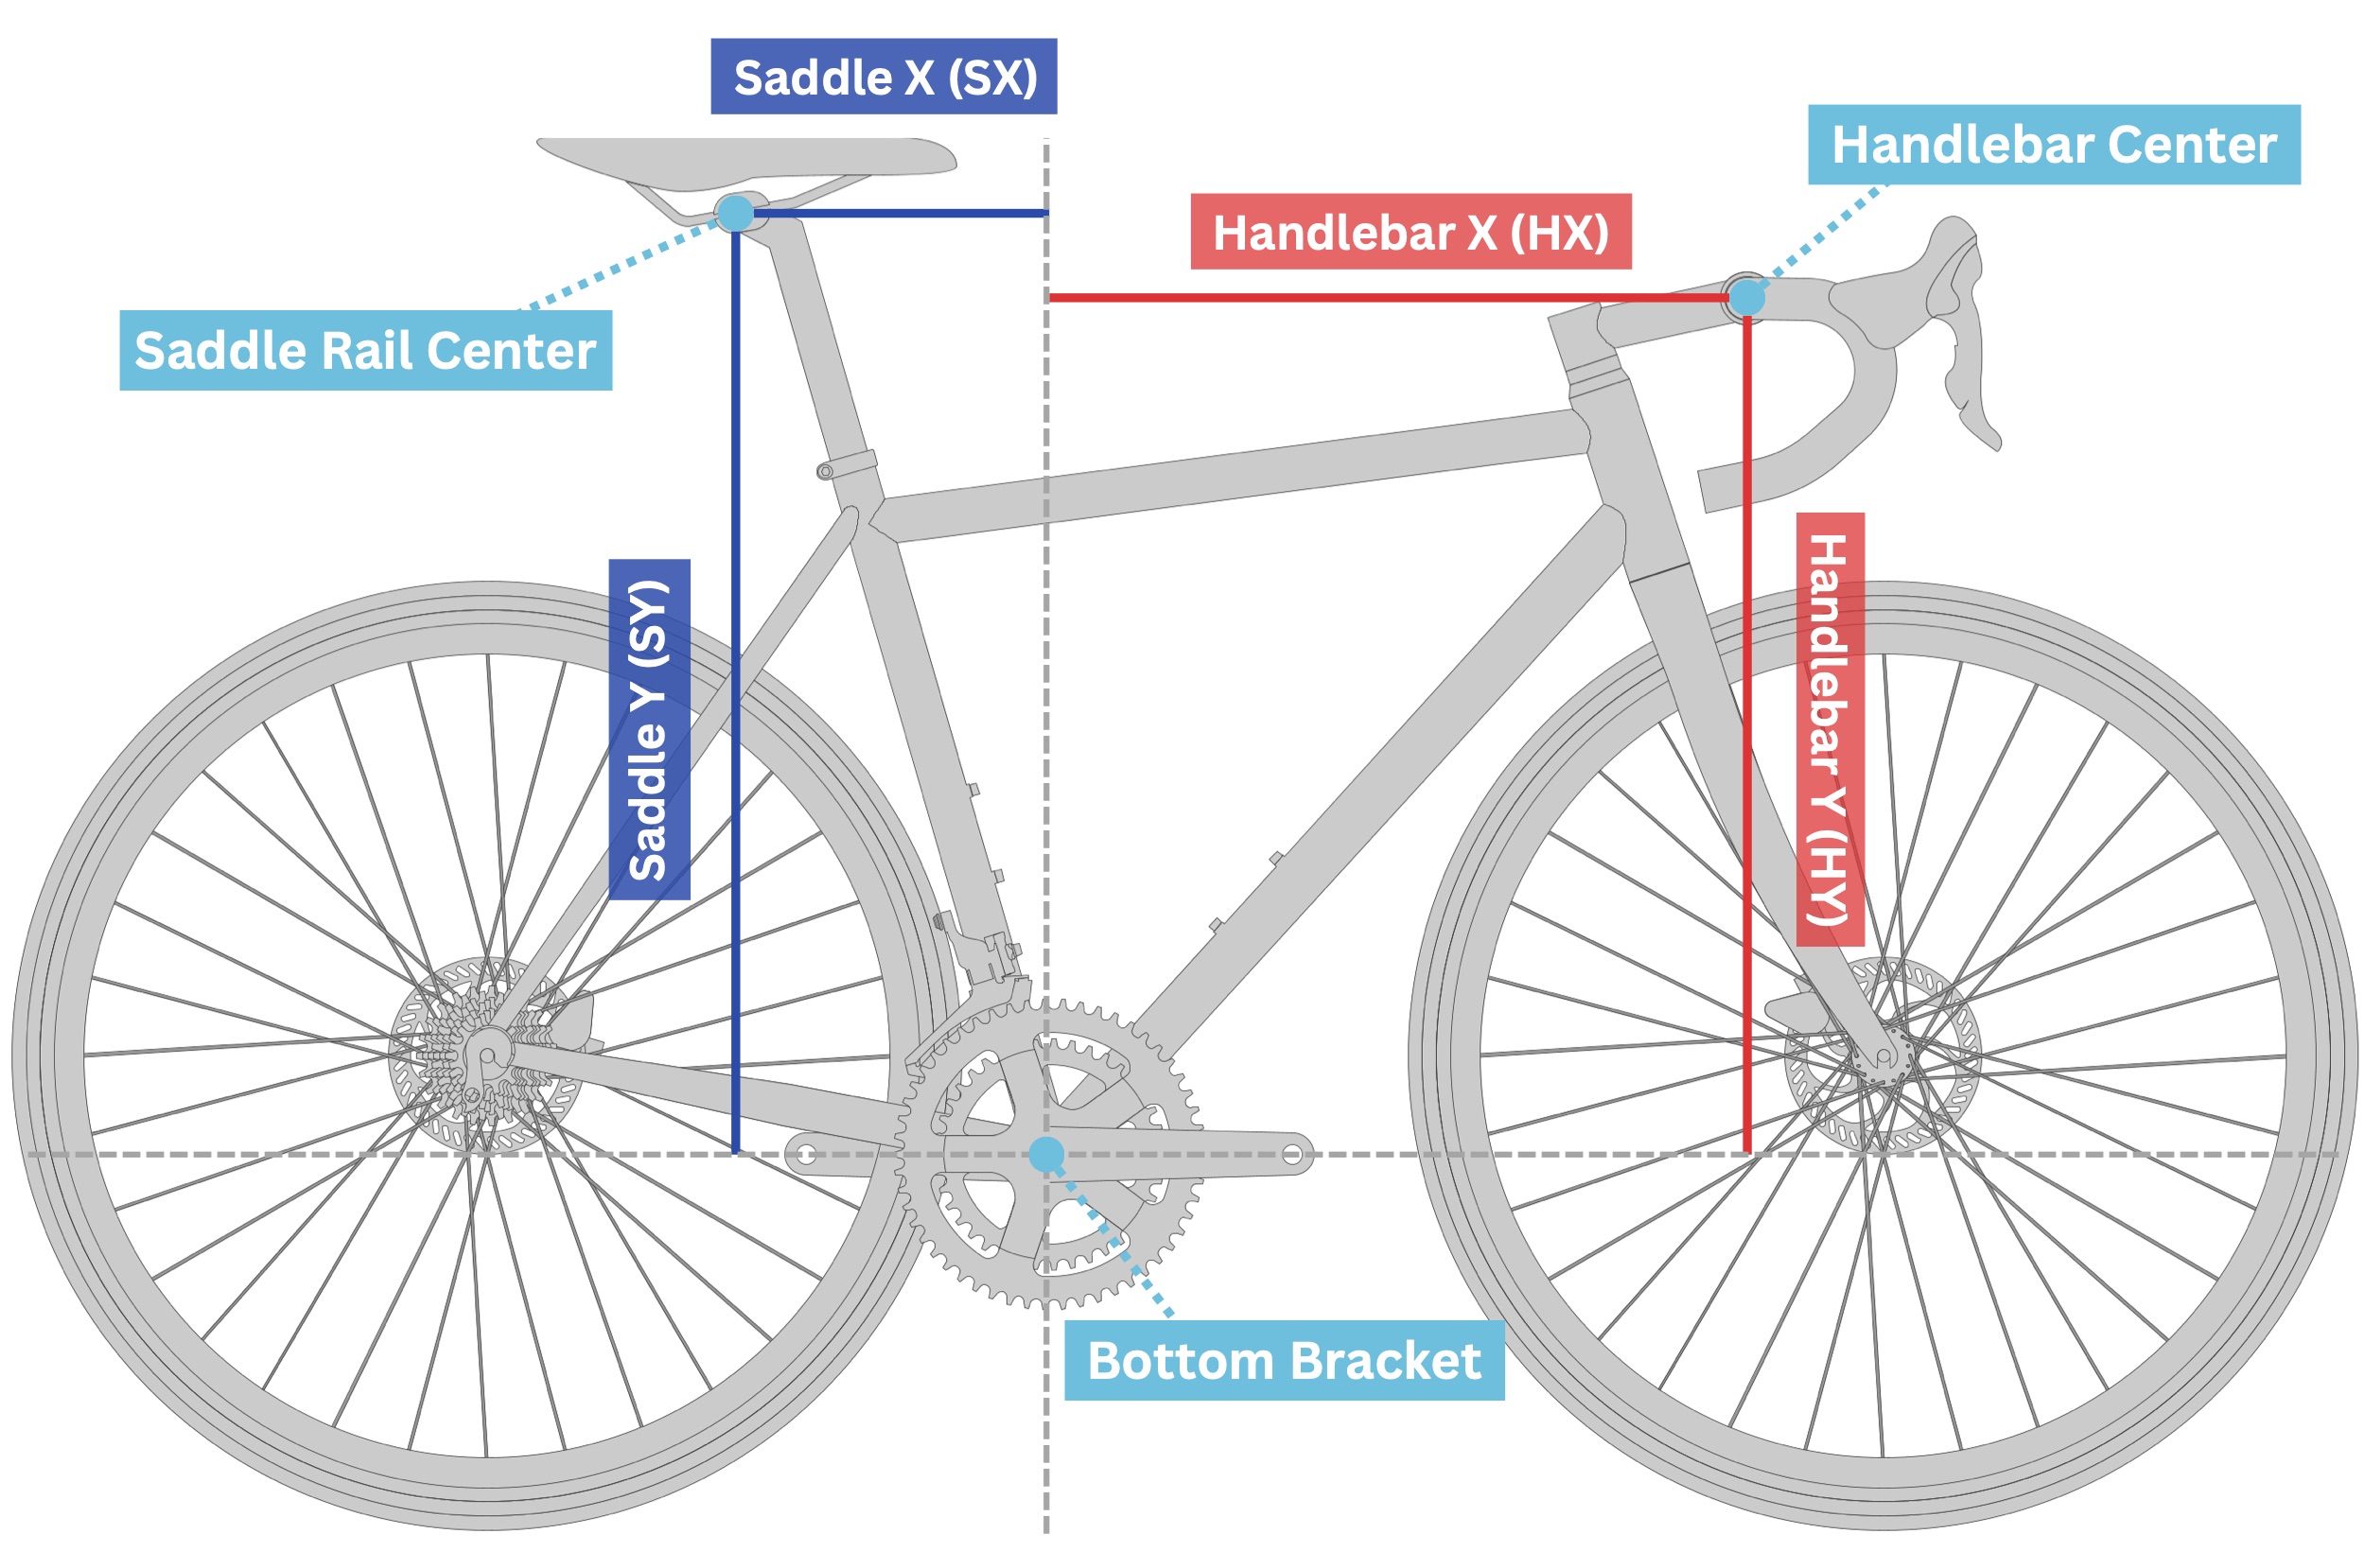 Saddle X (SX)
Handlebar Center
Handlebar X (HX)
Saddle Rail Center
Saddle Y (SY)
Handlebar Y (HY)
Bottom Bracket